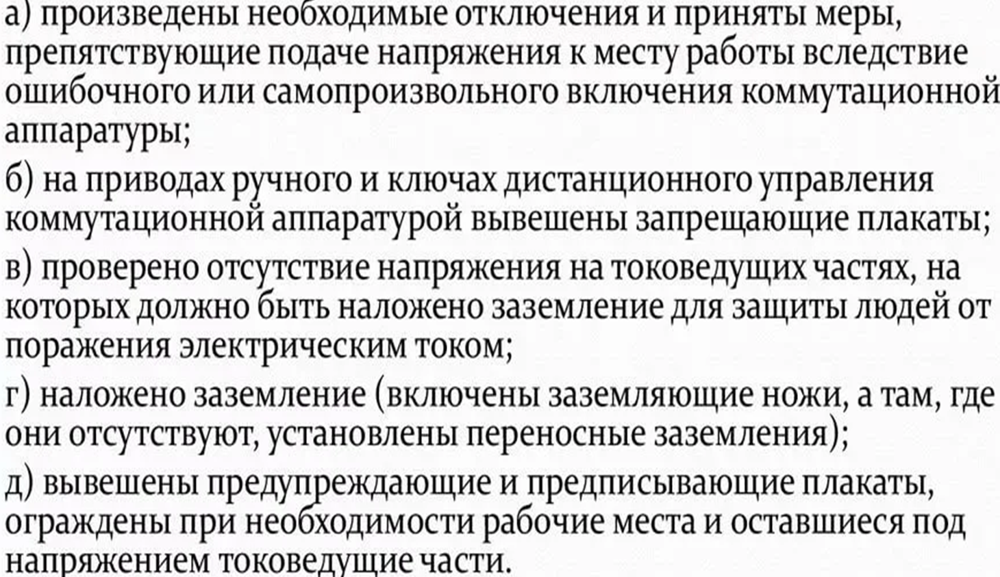 а) произведены необходимые отключения и приняты меры,
препятствующие подаче напряжения к месту работы вследствие
ошибочного или самопроизвольного включения коммутационной
аппаратуры;
б) на приводах ручного и ключах дистанционного управления
коммутационной аппаратурой вывешены запрещающие плакаты;
в) проверено отсутствие напряжения на токоведущих частях, на
которых должно быть наложено заземление для защиты людей от
поражения электрическим током;
г) наложено заземление (включены заземляющие ножи, а там, где
они отсутствуют, установлены переносные заземления);
д) вывешены предупреждающие и предписывающие плакаты,
ограждены при необходимости рабочие места и оставшиеся под
напряжением токоведущие части.